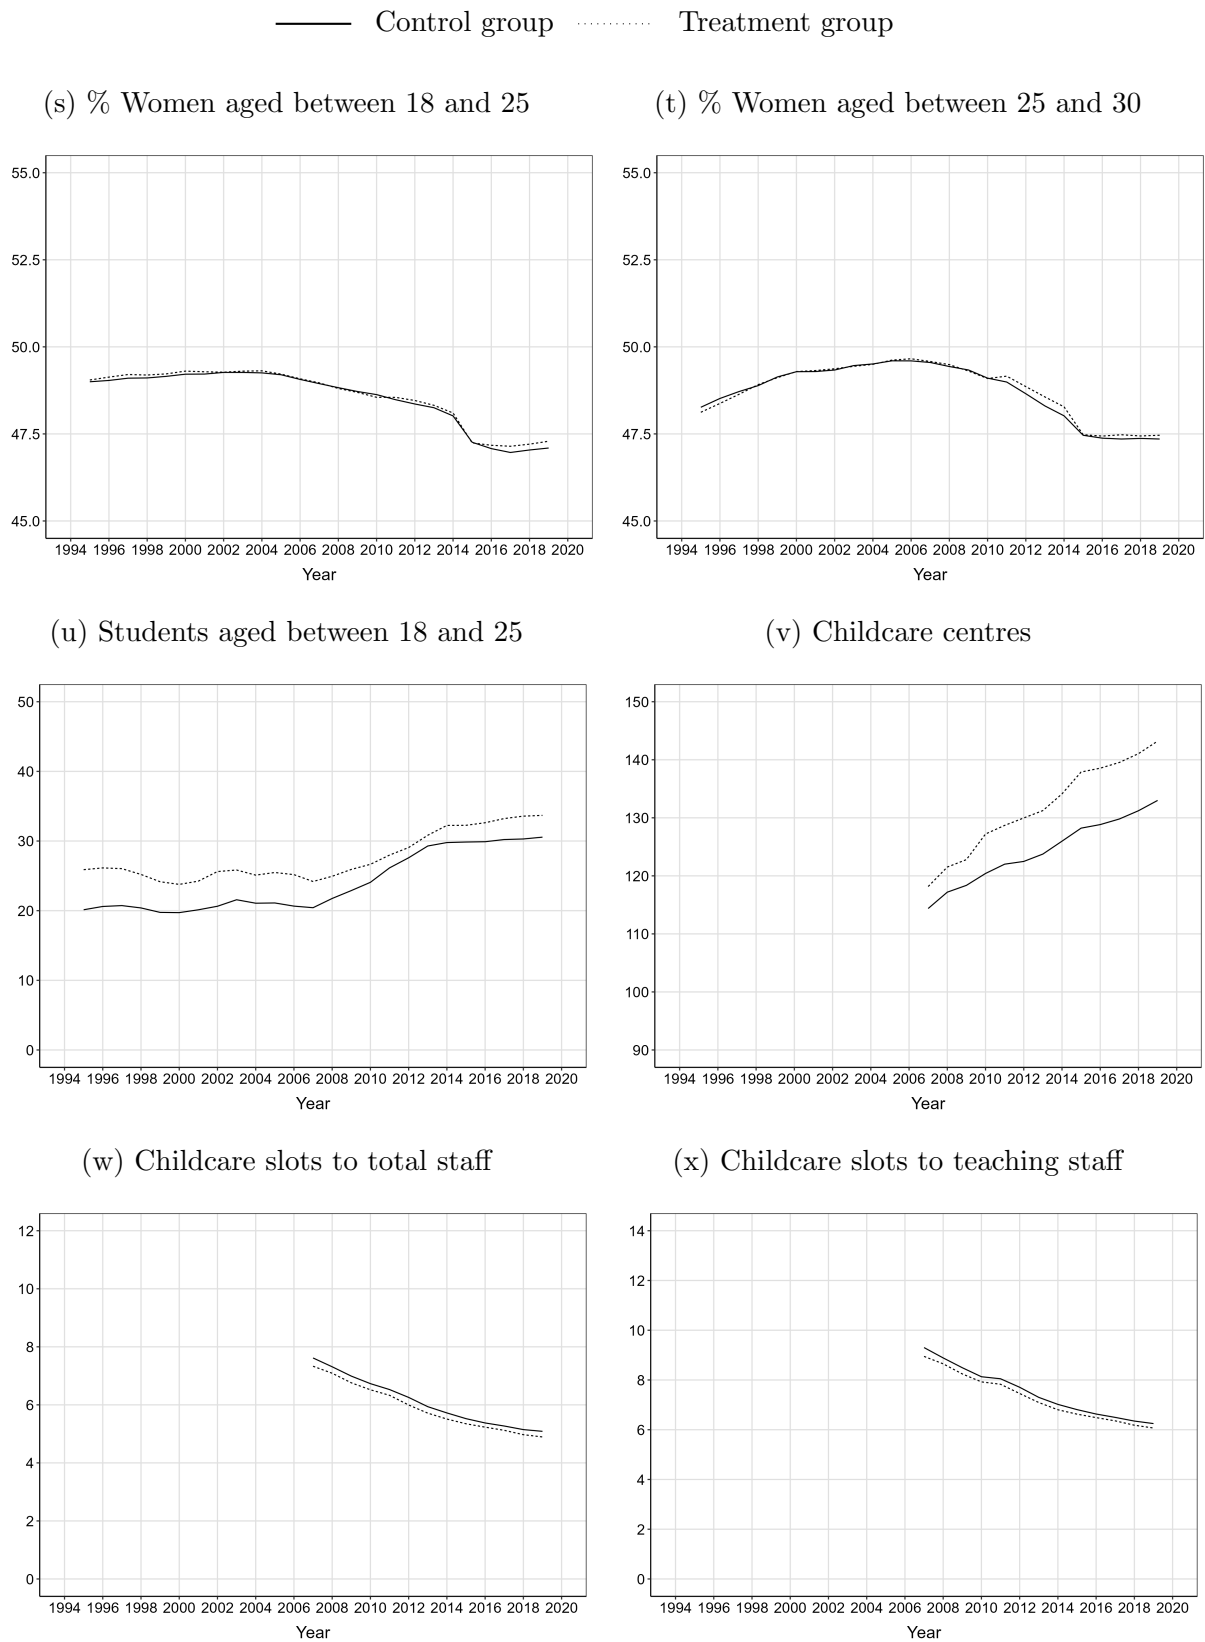 Control group Treatment group
(s) % Women aged between 18 and 25
(t) % Women aged between 25 and 30
55.0
52.5
50.0
47.5
45.0
1994 1996 1998 2000 2002 2004 2006 2008 2010 2012 2014 2016 2018 2020
Year
55.0
52.5
50.0
47.5
45.0
1994 1996 1998 2000 2002 2004 2006 2008 2010 2012 2014 2016 2018 2020
Year
(u) Students aged between 18 and 25
(v) Childcare centres
50
40
30
20
10
0
1994 1996 1998 2000 2002 2004 2006 2008 2010 2012 2014 2016 2018 2020
Year
150
140
130
120
110
100
90
1994 1996 1998 2000 2002 2004 2006 2008 2010 2012 2014 2016 2018 2020
Year
(w) Childcare slots to total staff
(x) Childcare slots to teaching staff
12
10
8
6
4
2
0
1994 1996 1998 2000 2002 2004 2006 2008 2010 2012 2014 2016 2018 2020
Year
14
12
10
8
6
4
2
0
1994 1996 1998 2000 2002 2004 2006 2008 2010 2012 2014 2016 2018 2020
Year